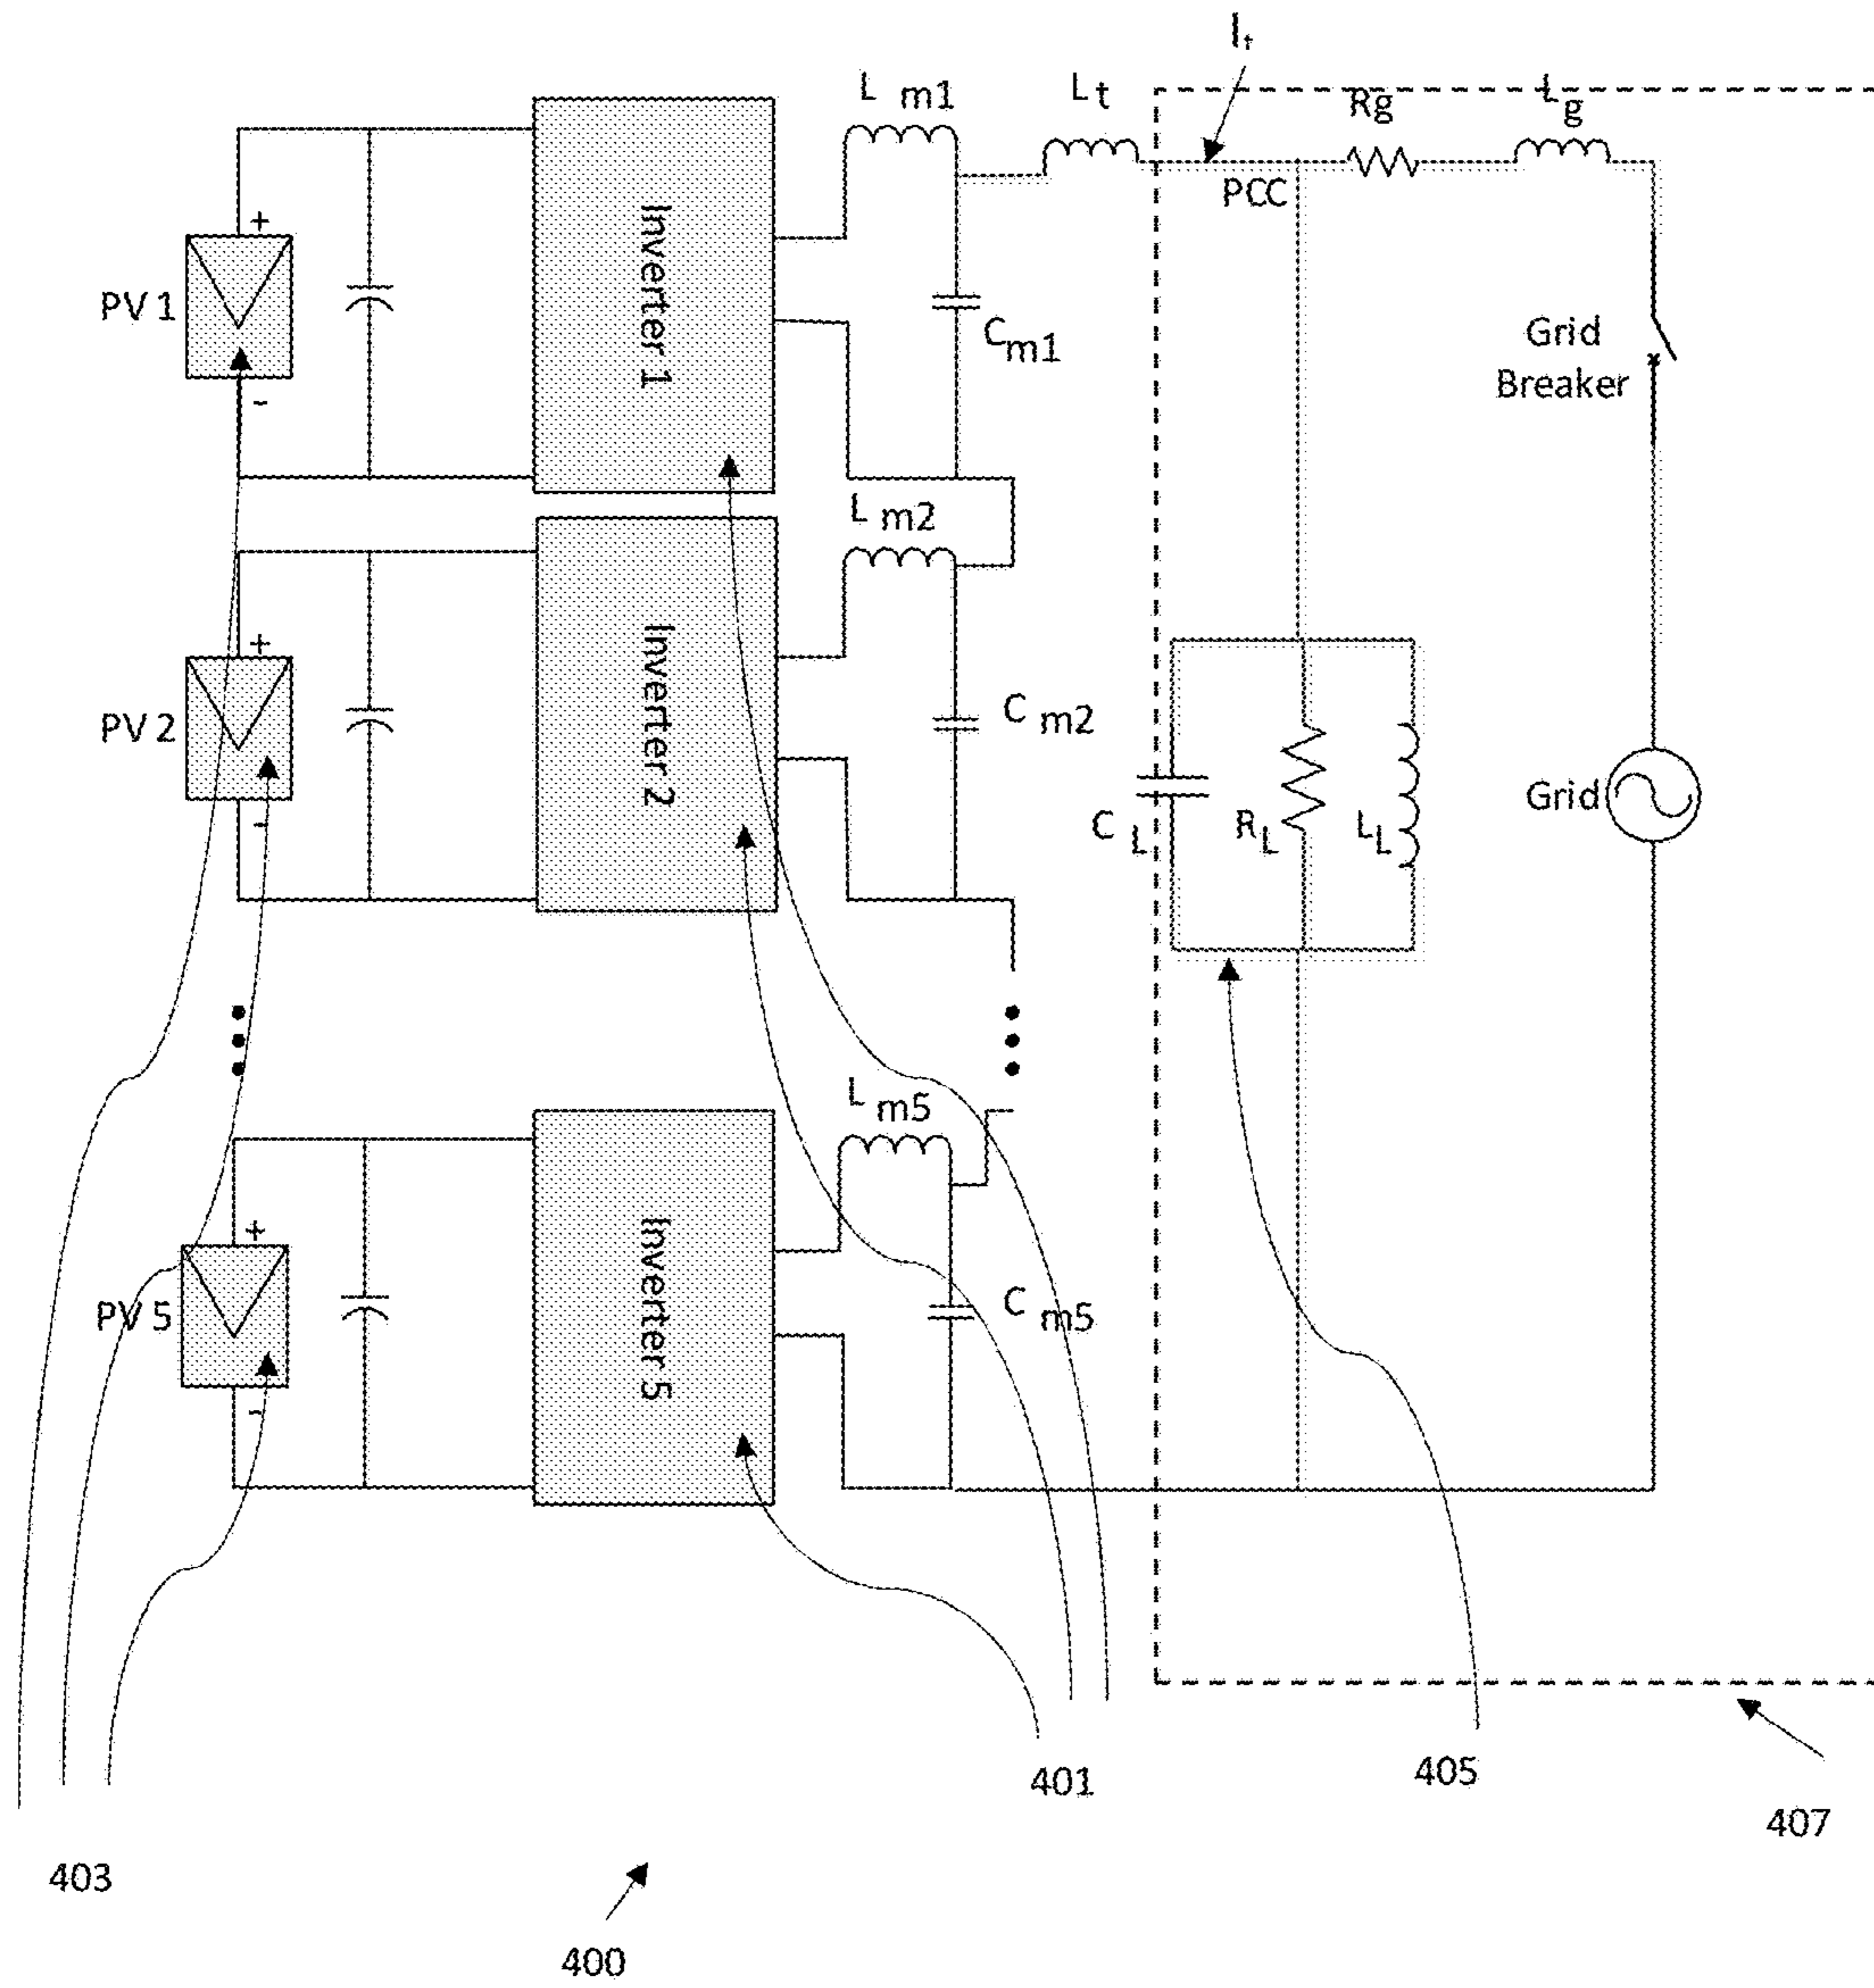 Iₜ
L m1
Lt
Rg
Lg
PCC
+
PV 1
-
Inverter 1
Cm1
Grid
Breaker
L m2
+
PV 2
-
Inverter 2
C m2
C L
RL
LL
Grid
L m5
+
PV 5
-
Inverter 5
C m5
401
405
407
403
400